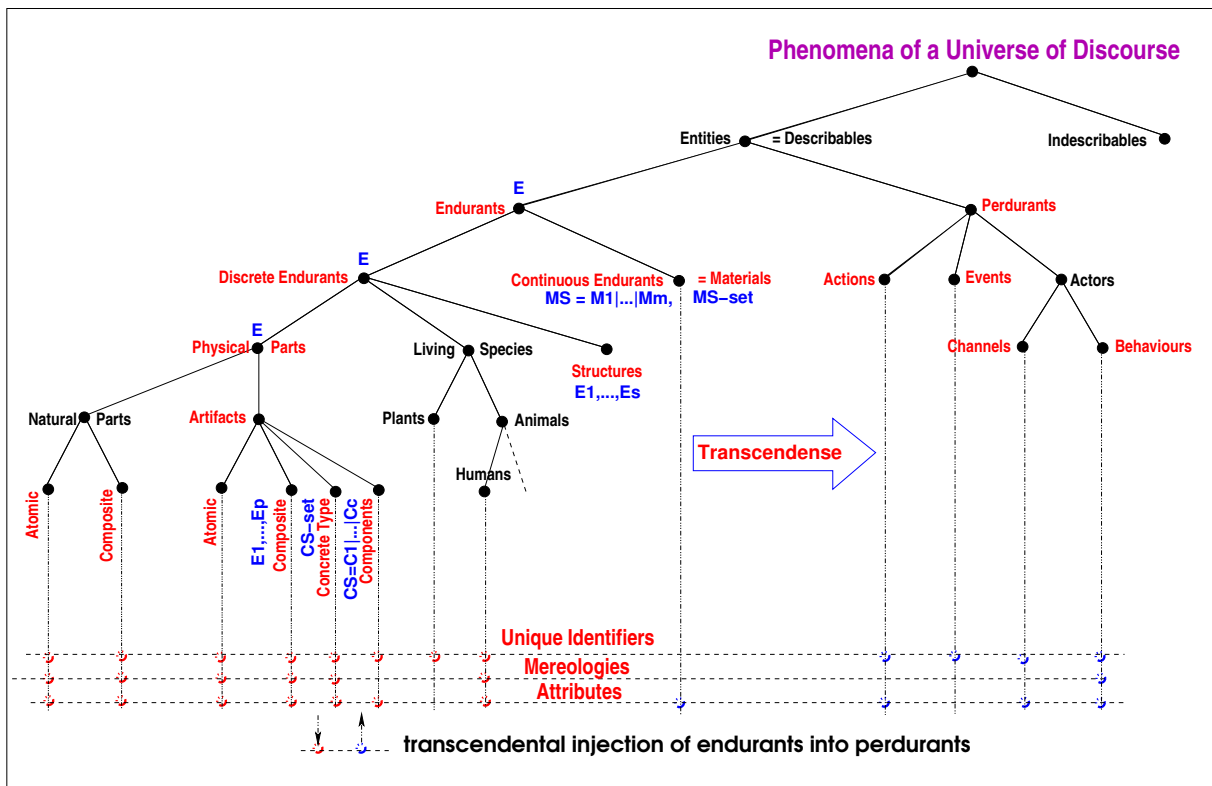 Phenomena of a Universe of Discourse
Entities = Describables
Indescribables
E
Endurants
Perdurants
E
Discrete Endurants
Continuous Endurants = Materials
MS = M1|...|Mm, MS-set
Actions
Events
Actors
E
Physical Parts
Living Species
Structures
E1,...,Es
Channels
Behaviours
Natural Parts
Artifacts
Plants
Animals
Transcendense
Humans
Atomic
Composite
Atomic
E1,...,Ep
Composite
CS-set
Concrete Type
CS=C1|...|Cc
Components
Unique Identifiers
Mereologies
Attributes
transcendental injection of endurants into perdurants